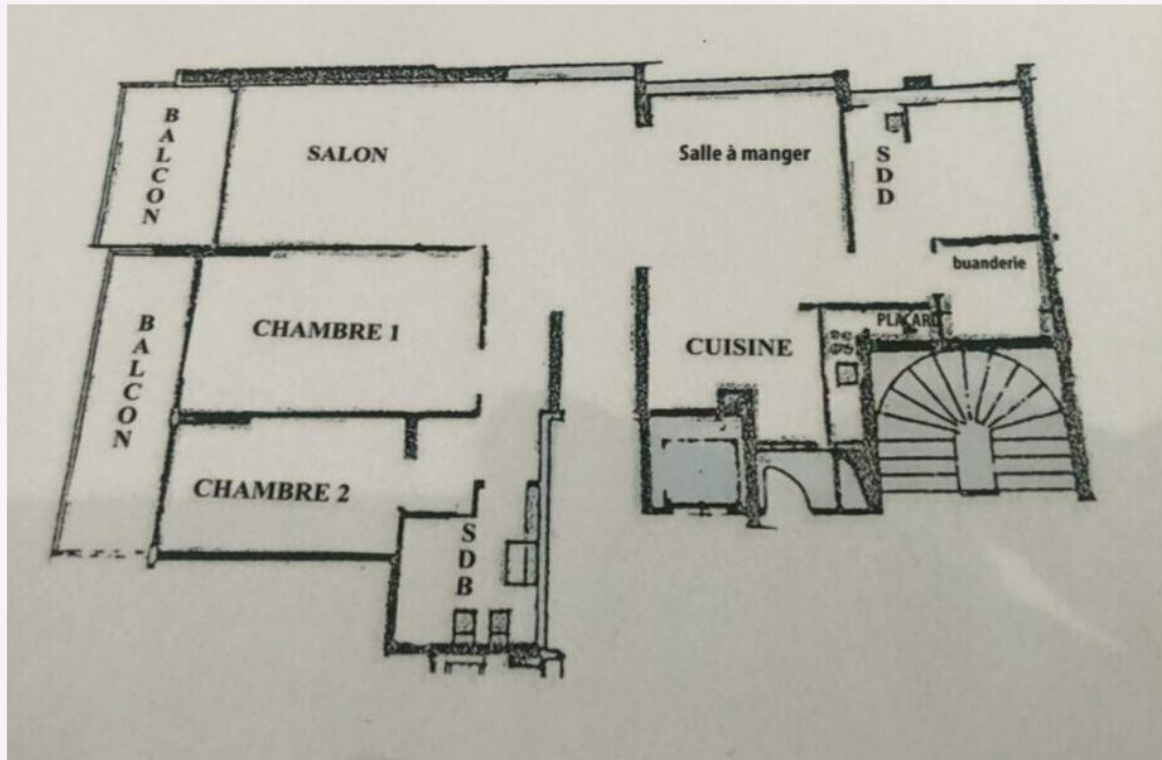 BALCON
SALON
Salle à manger
SDD
buanderie
BALCON
CHAMBRE 1
CUISINE
PLACARD
CHAMBRE 2
SDB